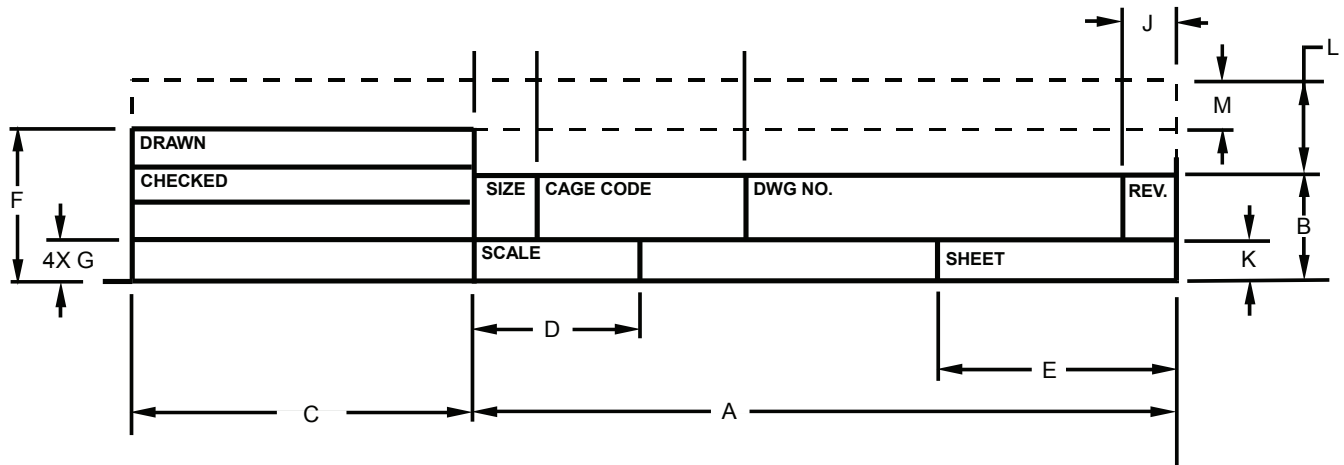 J
L
M
DRAWN
CHECKED
SIZE CAGE CODE DWG NO. REV.
F
B
4X G
SCALE
SHEET
K
D
E
C
A